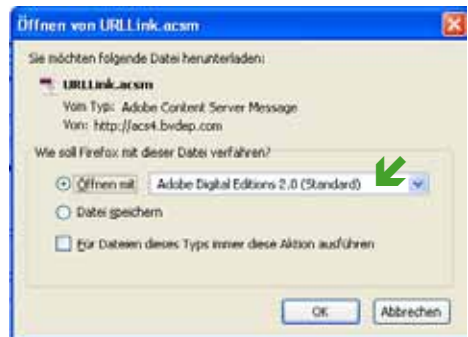 Öffnen von URLLink.acsm
Sie möchten folgende Datei herunterladen:
URLLink.acsm
Vom Typ: Adobe Content Server Message
Von: http://acs4.bvdep.com
Wie soll Firefox mit dieser Datei verfahren?
Öffnen mit Adobe Digital Editions 2.0 (Standard)
Datei speichern
Für Dateien dieses Typs immer diese Aktion ausführen
OK Abbrechen